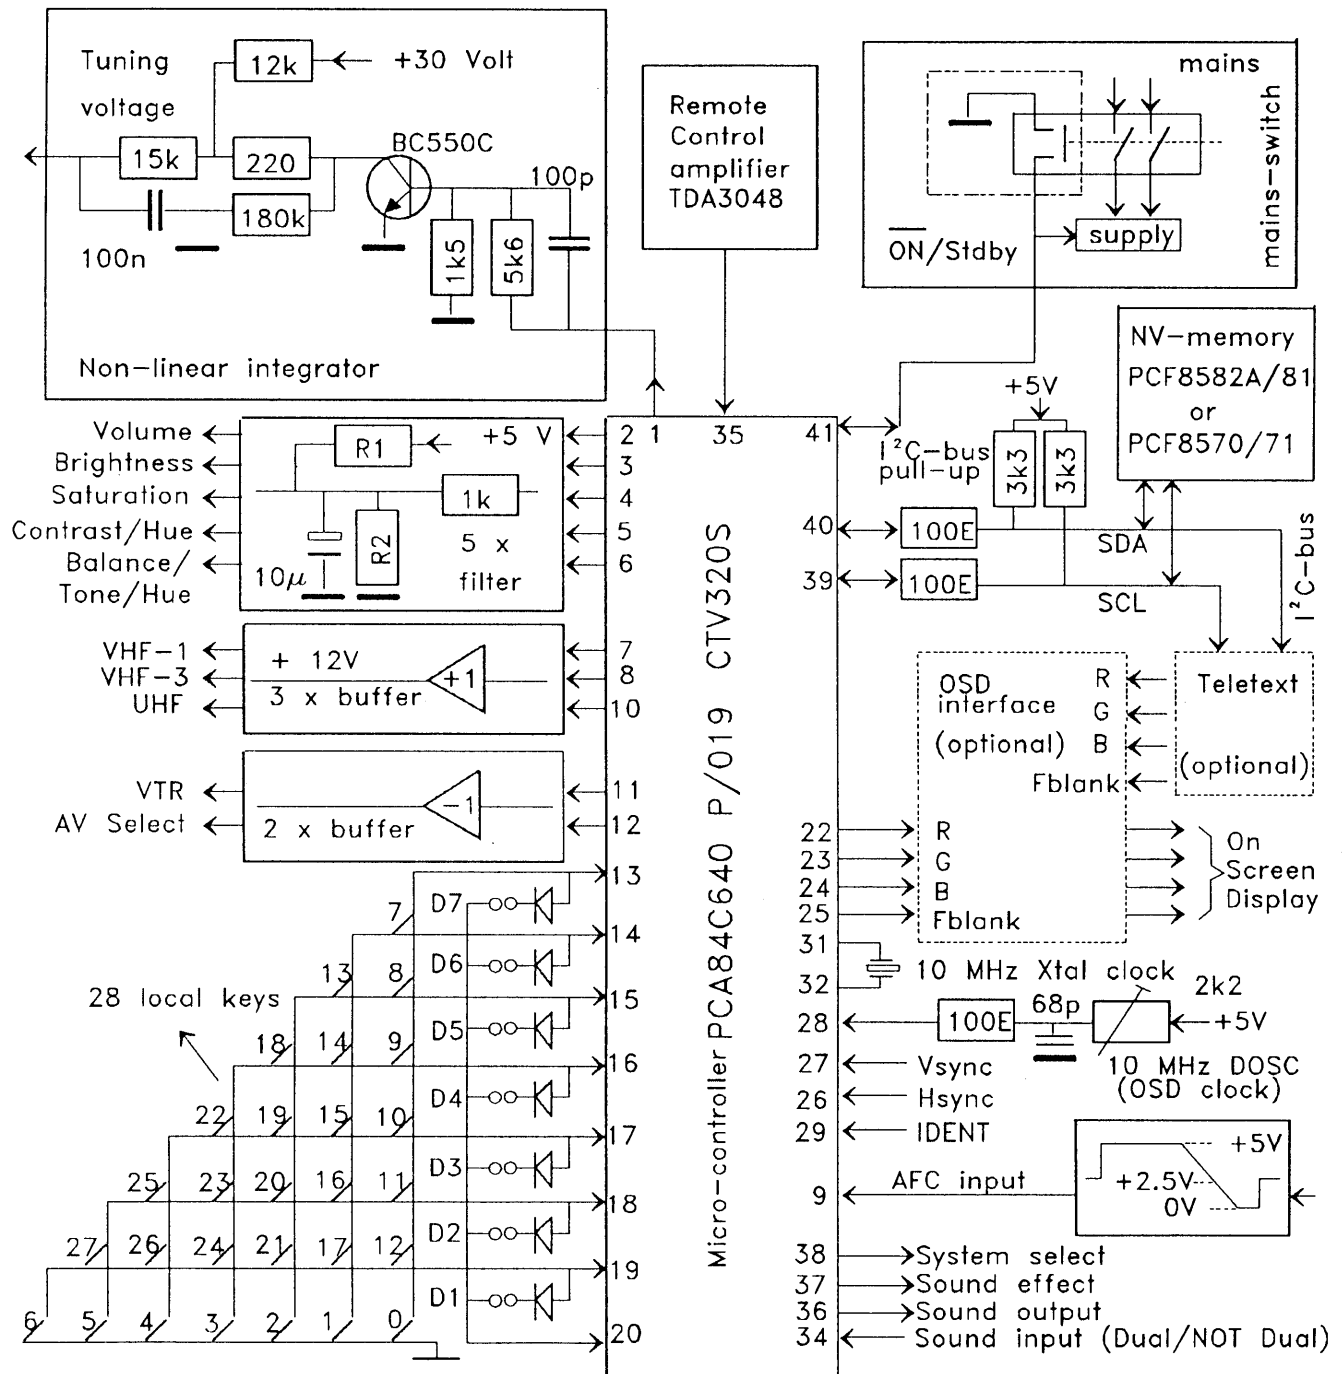 Tuning
voltage
12k
+30 Volt
15k
220
180k
100n
BC550C
100p
1k5
5k6
Non-linear integrator
Remote
Control
amplifier
TDA3048
mains
mains-switch
ON/Stdby
supply
NV-memory
PCF8582A/81
or
PCF8570/71
+5V
I²C-bus
pull-up
3k3
3k3
100E
SDA
100E
SCL
I²C-bus
Volume
Brightness
Saturation
Contrast/Hue
Balance/
Tone/Hue
R1
+5 V
1k
R2
10µ
5 x
filter
2
1
35
41
3
4
5
6
40
39
VHF-1
VHF-3
UHF
+ 12V
3 x buffer
+1
7
8
10
VTR
AV Select
2 x buffer
-1
11
12
Micro-controller PCA84C640 P/019 CTV320S
OSD
interface
(optional)
R
G
B
Fblank
Teletext
(optional)
22
23
24
25
R
G
B
Fblank
On
Screen
Display
31
32
10 MHz Xtal clock
28
100E
68p
2k2
+5V
10 MHz DOSC
(OSD clock)
27
Vsync
26
Hsync
29
IDENT
9
AFC input
+5V
+2.5V
0V
38
System select
37
Sound effect
36
Sound output
34
Sound input (Dual/NOT Dual)
28 local keys
D7
13
7
14
13
8
D6
15
18
14
9
D5
16
22
19
15
10
D4
17
25
23
20
16
11
D3
18
27
26
24
21
17
12
D2
19
6
5
4
3
2
1
0
D1
20